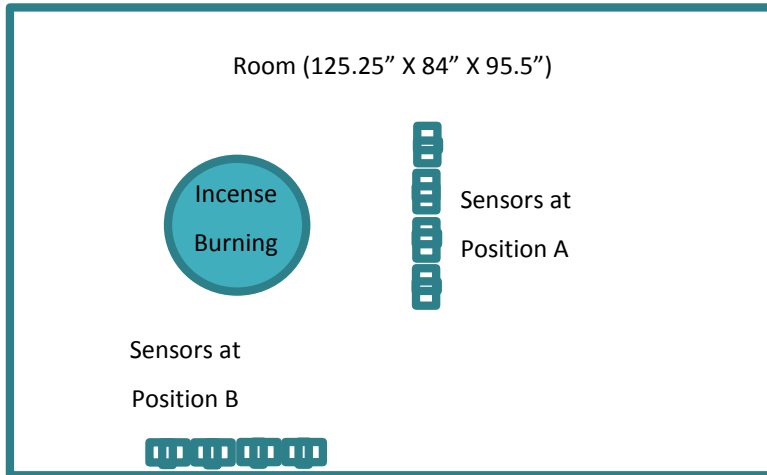 Room (125.25” X 84” X 95.5”)
Incense
Burning
Sensors at
Position A
Sensors at
Position B